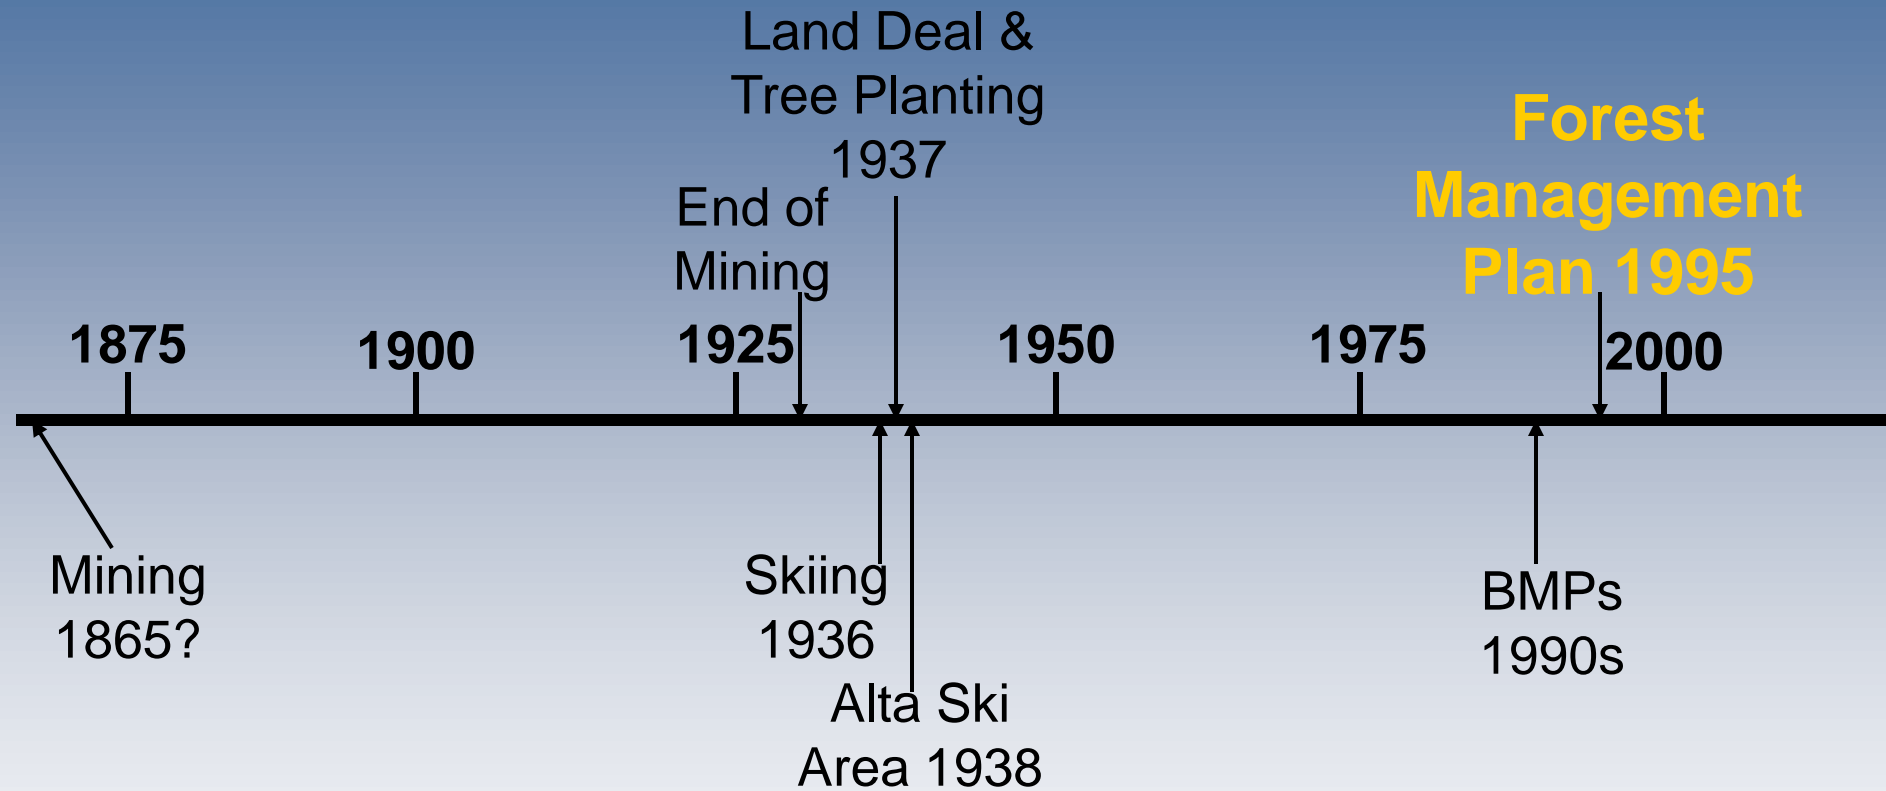 Land Deal &
Tree Planting
1937
Forest
Management
Plan 1995
End of
Mining
1875
1900
1925
1950
1975
2000
Mining
1865?
Skiing
1936
Alta Ski
Area 1938
BMPs
1990s